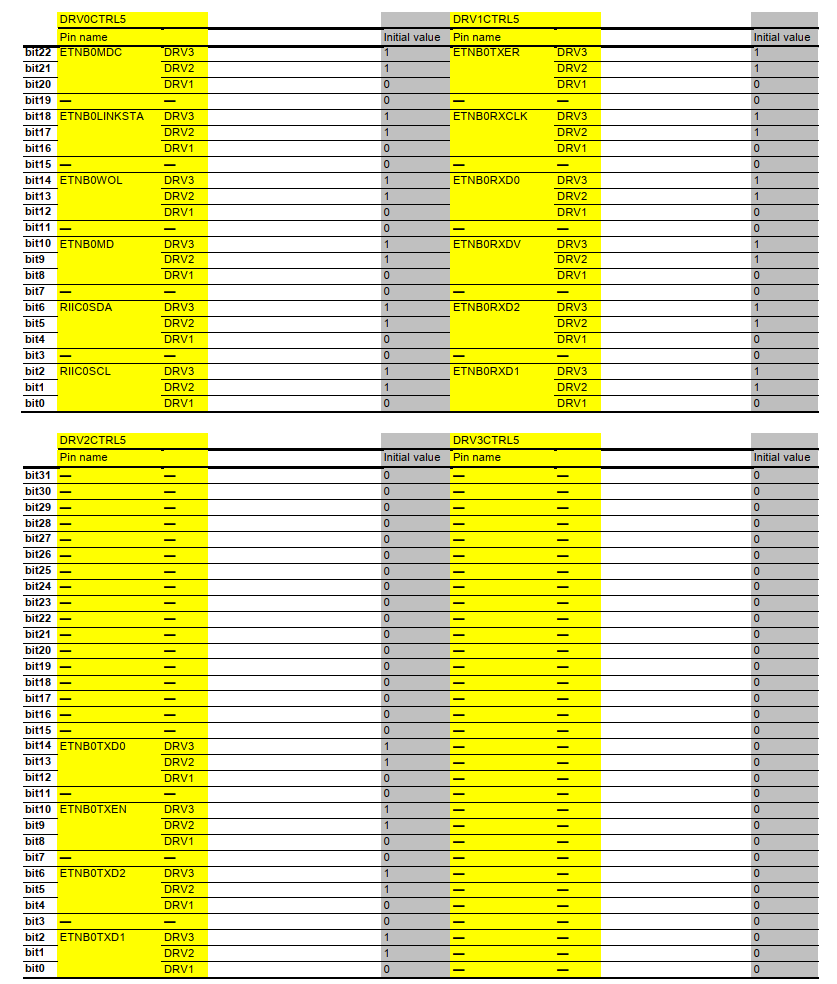 DRV0CTRL5 DRV1CTRL5
Pin name Initial value Pin name Initial value
bit22 ETNB0MDC DRV3 1 ETNB0TXER DRV3 1
bit21 DRV2 1 DRV2 1
bit20 DRV1 0 DRV1 0
bit19 — — 0 — — 0
bit18 ETNB0LINKSTA DRV3 1 ETNB0RXCLK DRV3 1
bit17 DRV2 1 DRV2 1
bit16 DRV1 0 DRV1 0
bit15 — — 0 — — 0
bit14 ETNB0WOL DRV3 1 ETNB0RXD0 DRV3 1
bit13 DRV2 1 DRV2 1
bit12 DRV1 0 DRV1 0
bit11 — — 0 — — 0
bit10 ETNB0MD DRV3 1 ETNB0RXDV DRV3 1
bit9 DRV2 1 DRV2 1
bit8 DRV1 0 DRV1 0
bit7 — — 0 — — 0
bit6 RIIC0SDA DRV3 1 ETNB0RXD2 DRV3 1
bit5 DRV2 1 DRV2 1
bit4 DRV1 0 DRV1 0
bit3 — — 0 — — 0
bit2 RIIC0SCL DRV3 1 ETNB0RXD1 DRV3 1
bit1 DRV2 1 DRV2 1
bit0 DRV1 0 DRV1 0
DRV2CTRL5 DRV3CTRL5
Pin name Initial value Pin name Initial value
bit31 — — 0 — — 0
bit30 — — 0 — — 0
bit29 — — 0 — — 0
bit28 — — 0 — — 0
bit27 — — 0 — — 0
bit26 — — 0 — — 0
bit25 — — 0 — — 0
bit24 — — 0 — — 0
bit23 — — 0 — — 0
bit22 — — 0 — — 0
bit21 — — 0 — — 0
bit20 — — 0 — — 0
bit19 — — 0 — — 0
bit18 — — 0 — — 0
bit17 — — 0 — — 0
bit16 — — 0 — — 0
bit15 — — 0 — — 0
bit14 ETNB0TXD0 DRV3 1 — — 0
bit13 DRV2 1 — — 0
bit12 DRV1 0 — — 0
bit11 — — 0 — — 0
bit10 ETNB0TXEN DRV3 1 — — 0
bit9 DRV2 1 — — 0
bit8 DRV1 0 — — 0
bit7 — — 0 — — 0
bit6 ETNB0TXD2 DRV3 1 — — 0
bit5 DRV2 1 — — 0
bit4 DRV1 0 — — 0
bit3 — — 0 — — 0
bit2 ETNB0TXD1 DRV3 1 — — 0
bit1 DRV2 1 — — 0
bit0 DRV1 0 — — 0